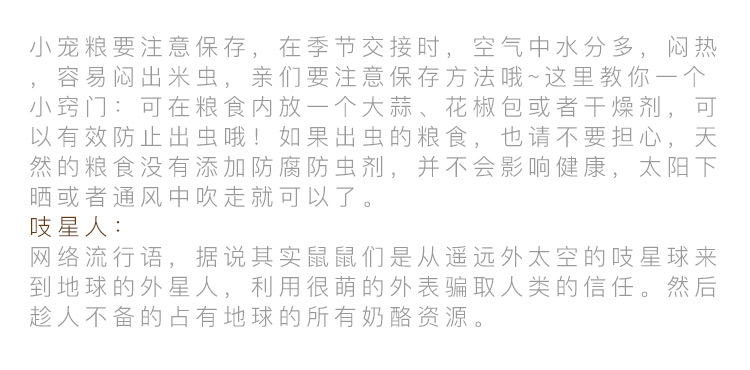 小宠粮要注意保存，在季节交接时，空气中水分多，闷热
，容易闷出米虫，亲们要注意保存方法哦~这里教你一个
小窍门：可在粮食内放一个大蒜、花椒包或者干燥剂，可
以有效防止出虫哦！如果出虫的粮食，也请不要担心，天
然的粮食没有添加防腐防虫剂，并不会影响健康，太阳下
晒或者通风中吹走就可以了。
吱星人：
网络流行语，据说其实鼠鼠们是从遥远外太空的吱星球来
到地球的外星人，利用很萌的外表骗取人类的信任。然后
趁人不备的占有地球的所有奶酪资源。